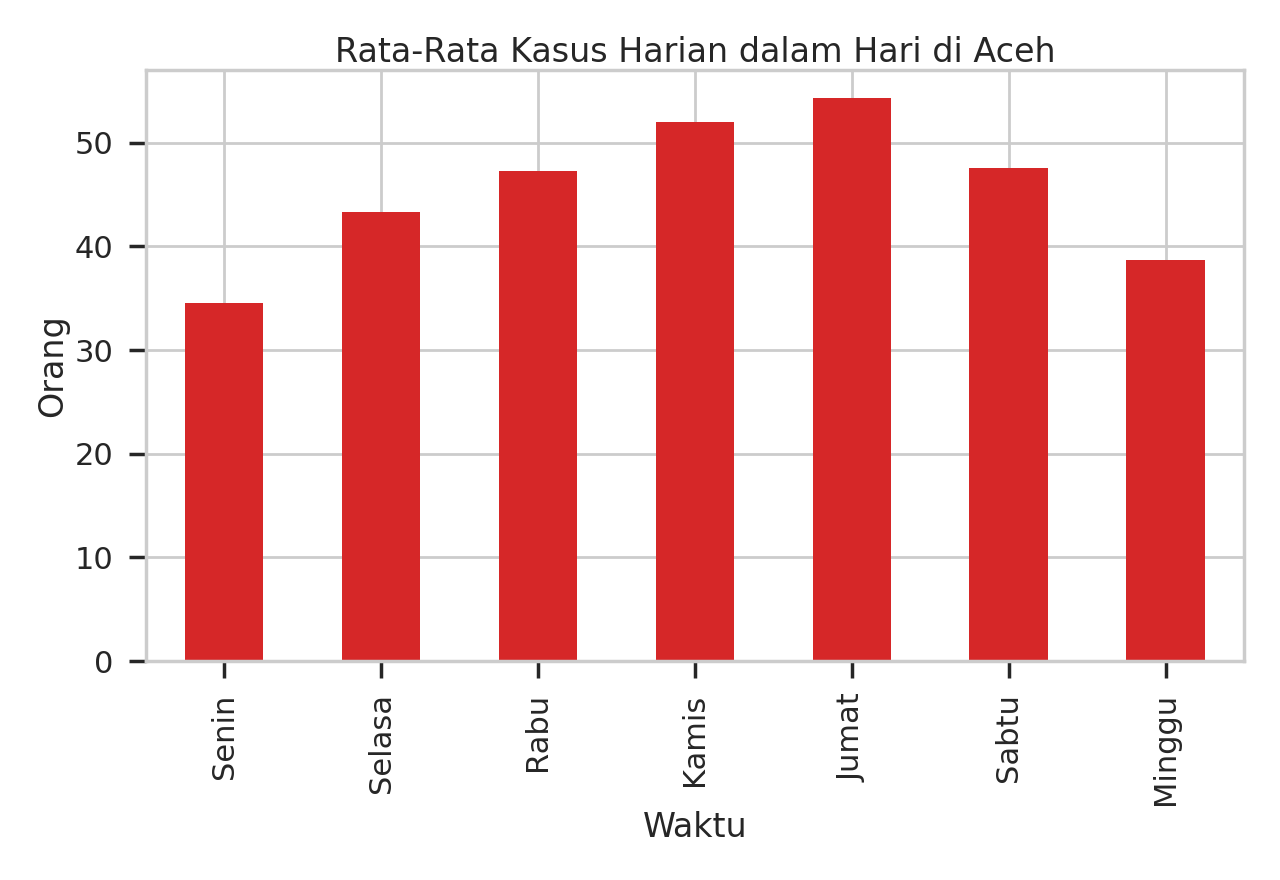 Rata-Rata Kasus Harian dalam Hari di Aceh
Orang
50
40
30
20
10
0
Senin
Selasa
Rabu
Kamis
Jumat
Sabtu
Minggu
Waktu